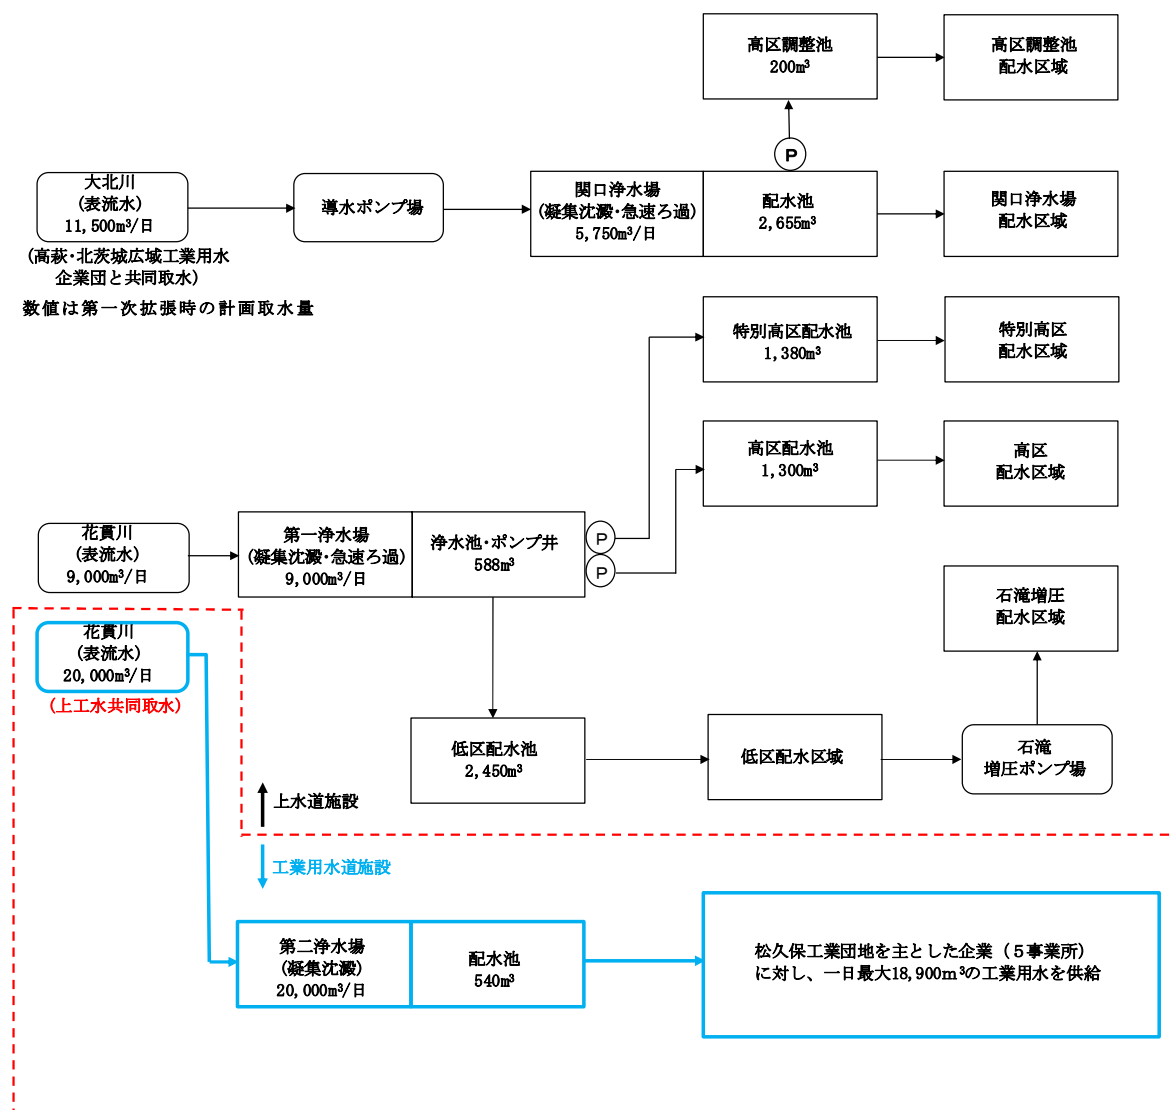 高区調整池
200m³
高区調整池
配水区域
P
大北川
(表流水)
11,500m³/日
(高萩・北茨城広域工業用水
企業団と共同取水)
数値は第一次拡張時の計画取水量
導水ポンプ場
関口浄水場
(凝集沈澱・急速ろ過)
5,750m³/日
配水池
2,655m³
関口浄水場
配水区域
特別高区配水池
1,380m³
特別高区
配水区域
高区配水池
1,300m³
高区
配水区域
花貫川
(表流水)
9,000m³/日
第一浄水場
(凝集沈澱・急速ろ過)
9,000m³/日
浄水池・ポンプ井
588m³
P
P
石滝増圧
配水区域
花貫川
(表流水)
20,000m³/日
(上工水共同取水)
低区配水池
2,450m³
低区配水区域
石滝
増圧ポンプ場
上水道施設
工業用水道施設
第二浄水場
(凝集沈澱)
20,000m³/日
配水池
540m³
松久保工業団地を主とした企業（５事業所）
に対し、一日最大18,900m³の工業用水を供給